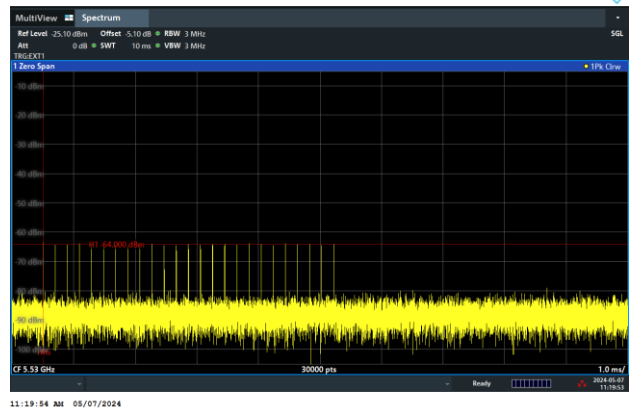 MultiView Spectrum
Ref Level -25.10 dBm Offset -5.10 dB RBW 3 MHz SGL
Att 0 dB SWT 10 ms VBW 3 MHz
TRG:EXT1
1 Zero Span 1Pk Clrw
-10 dBm
-30 dBm
-40 dBm
-50 dBm
-60 dBm
H1 -64.000 dBm
-70 dBm
-80 dBm
-90 dBm
-100 dBm
CF 5.53 GHz 30000 pts 1.0 ms/
Ready 2024-05-07
11:19:53
11:19:54 AM 05/07/2024